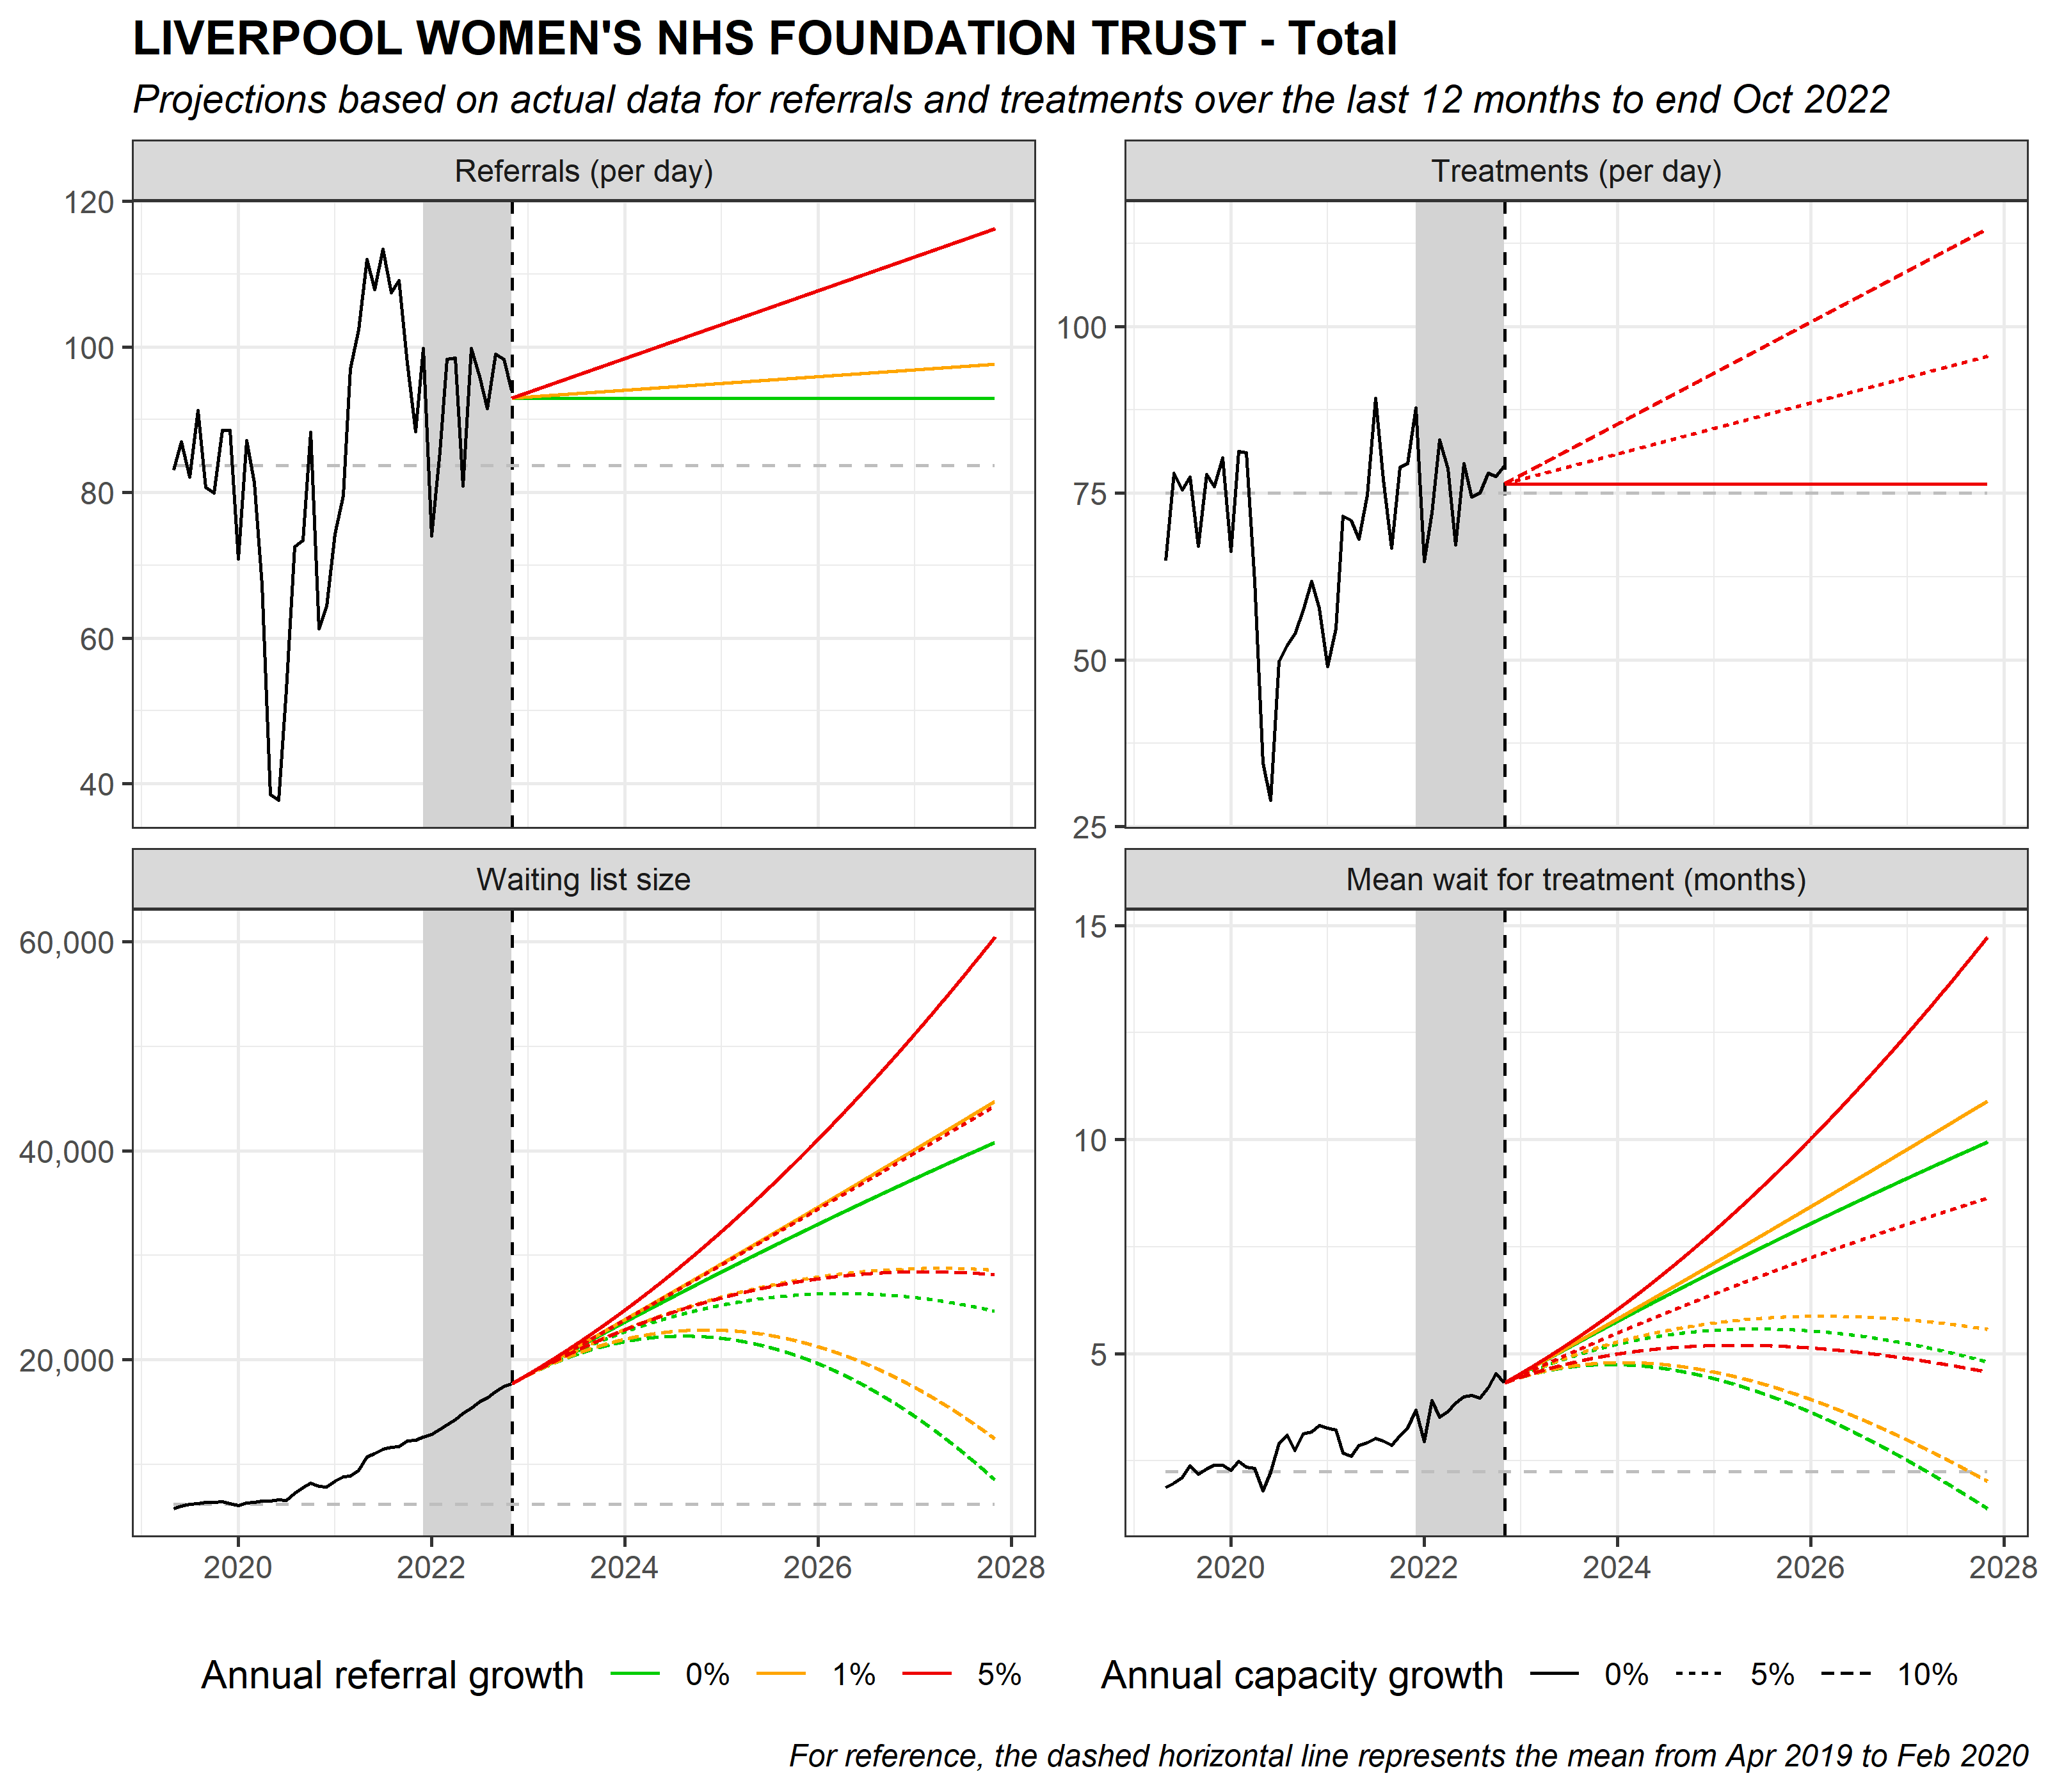 LIVERPOOL WOMEN'S NHS FOUNDATION TRUST - Total
Projections based on actual data for referrals and treatments over the last 12 months to end Oct 2022
Referrals (per day)
120
100
80
60
40
Treatments (per day)
100
75
50
25
Waiting list size
60,000
40,000
20,000
2020 2022 2024 2026 2028
Mean wait for treatment (months)
15
10
5
2020 2022 2024 2026 2028
Annual referral growth 0% 1% 5%
Annual capacity growth 0% 5% 10%
For reference, the dashed horizontal line represents the mean from Apr 2019 to Feb 2020